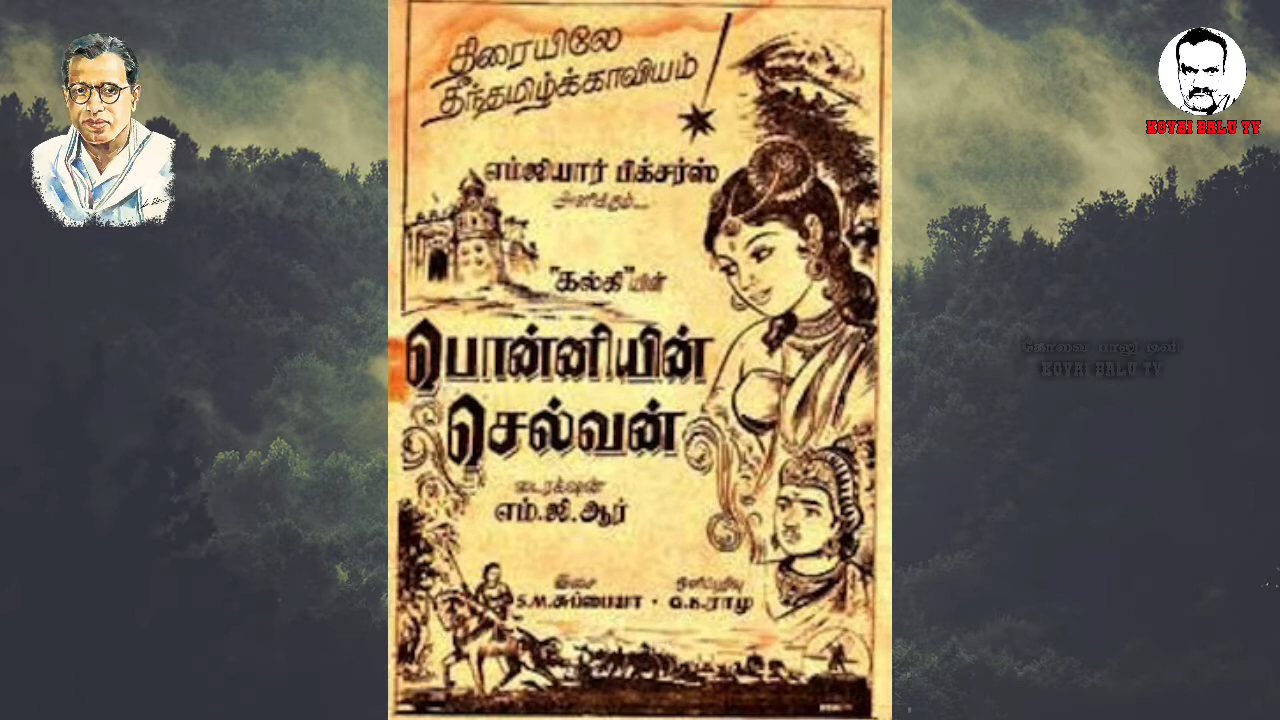 திரையிலே
தீந்தமிழ்க்காவியம்
எம்ஜியார் பிக்சர்ஸ்
அளிக்கும்...
"கல்கி"யின்
பொன்னியின்
செல்வன்
டைரக்‌ஷன்
எம்.ஜி.ஆர்
இசை ஒளிப்பதிவு
S.M.சுப்பையா • G.K.ராமு
KOVAI BALU TV
கோவை பாலு டிவி
KOVAI BALU TV